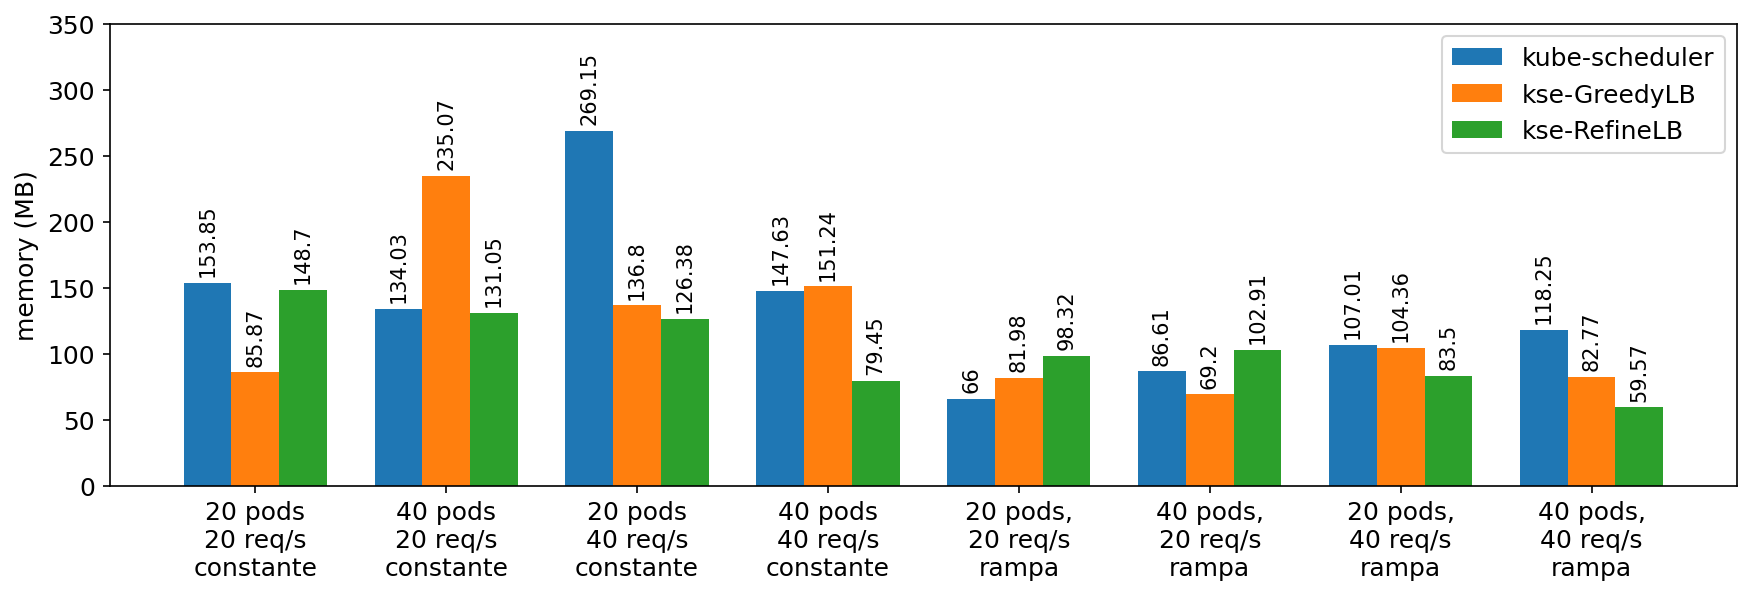 350
300
250
200
150
100
50
0
memory (MB)
kube-scheduler
kse-GreedyLB
kse-RefineLB
153.85
85.87
148.7
134.03
235.07
131.05
269.15
136.8
126.38
147.63
151.24
79.45
66
81.98
98.32
86.61
69.2
102.91
107.01
104.36
83.5
118.25
82.77
59.57
20 pods
20 req/s
constante
40 pods
20 req/s
constante
20 pods
40 req/s
constante
40 pods
40 req/s
constante
20 pods,
20 req/s
rampa
40 pods,
20 req/s
rampa
20 pods,
40 req/s
rampa
40 pods,
40 req/s
rampa